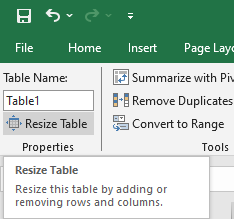 File Home Insert Page Layo
Table Name:
Table1
Resize Table
Properties
Summarize with Piv
Remove Duplicates
Convert to Range
Tools
Resize Table
Resize this table by adding or
removing rows and columns.